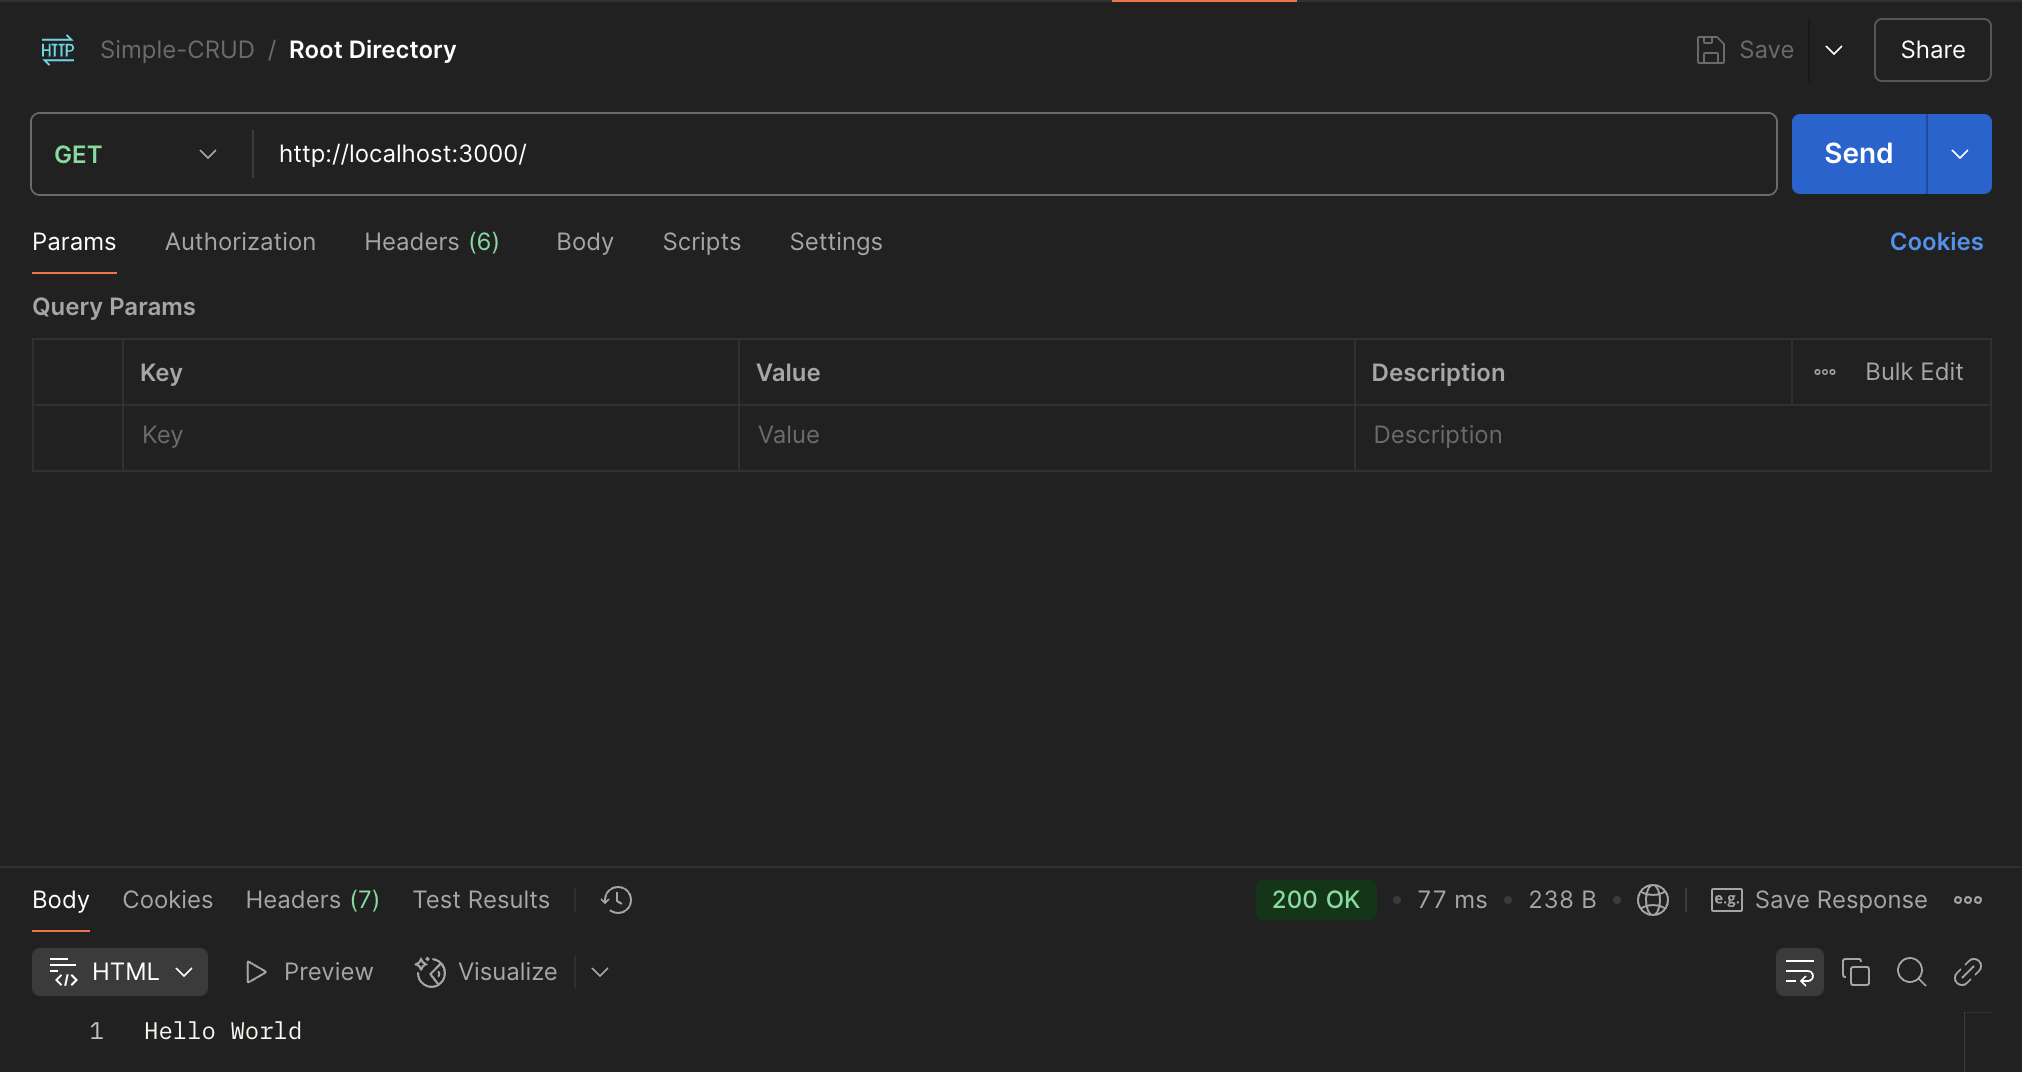 HTTP Simple-CRUD / Root Directory Save Share
GET http://localhost:3000/ Send
Params Authorization Headers (6) Body Scripts Settings Cookies
Query Params
Key Value Description Bulk Edit
Key Value Description
Body Cookies Headers (7) Test Results 200 OK • 77 ms • 238 B • e.g. Save Response
HTML Preview Visualize
1 Hello World